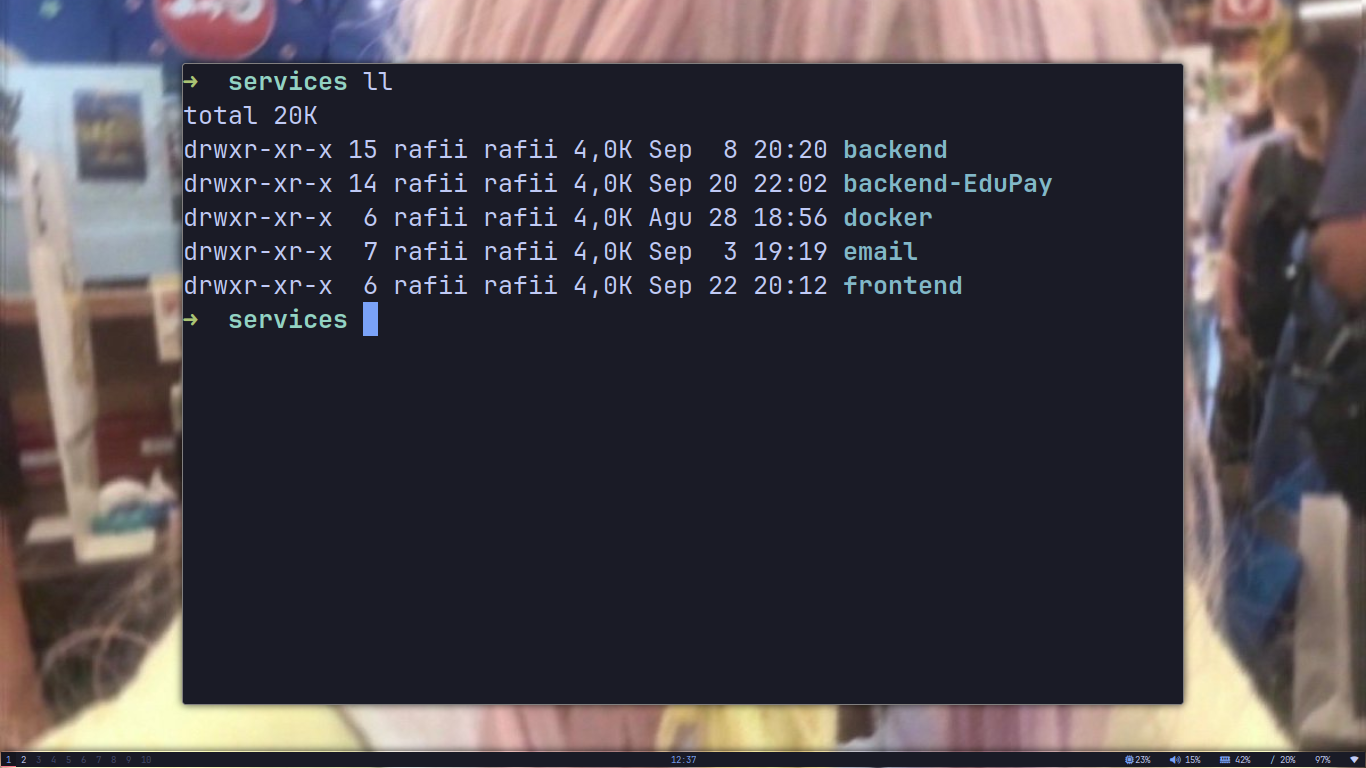 ➜  services ll
total 20K
drwxr-xr-x 15 rafii rafii 4,0K Sep  8 20:20 backend
drwxr-xr-x 14 rafii rafii 4,0K Sep 20 22:02 backend-EduPay
drwxr-xr-x  6 rafii rafii 4,0K Agu 28 18:56 docker
drwxr-xr-x  7 rafii rafii 4,0K Sep  3 19:19 email
drwxr-xr-x  6 rafii rafii 4,0K Sep 22 20:12 frontend
➜  services
1 2 3 4 5 6 7 8 9 10 12:37 23% 15% 42% / 20% 97%